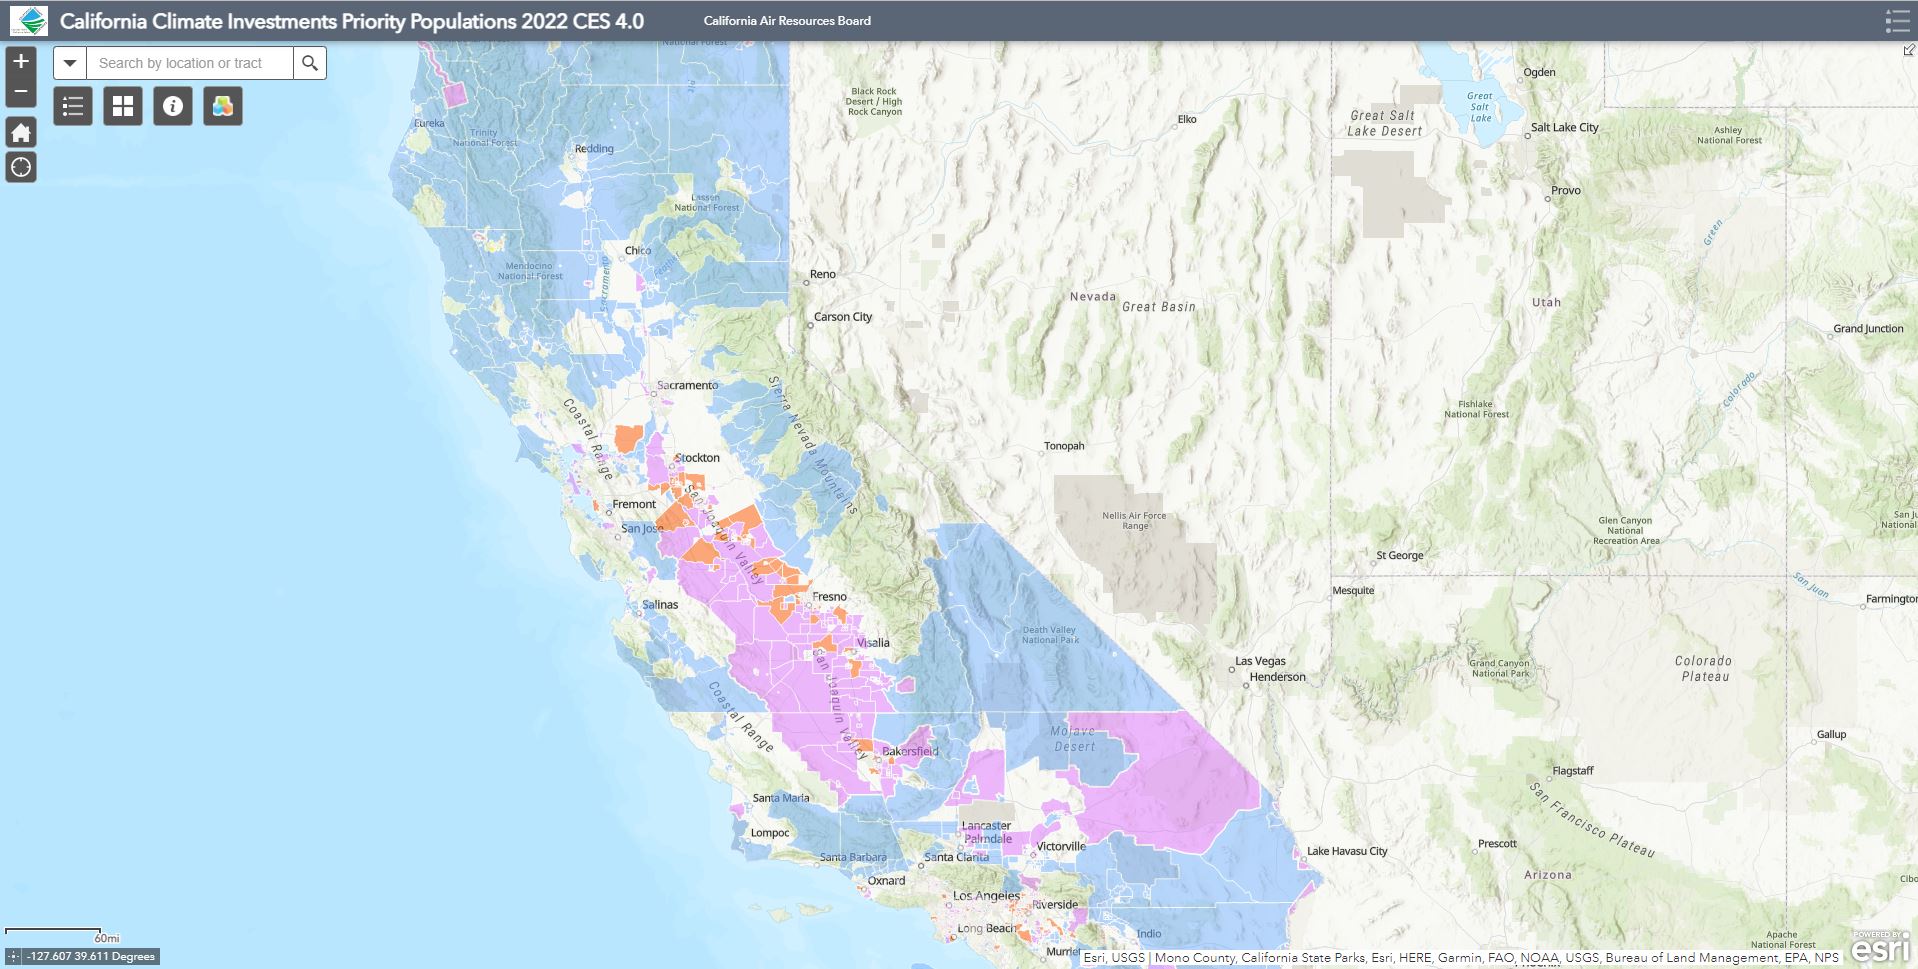 California Climate Investments Priority Populations 2022 CES 4.0
California Air Resources Board
Search by location or tract
National Forest
Ogden
Great
Salt
Lake
Black Rock
Desert / High
Rock Canyon
Elko
Great Salt
Lake Desert
Salt Lake City
Ashley
National Forest
Eureka
Trinity
National Forest
Redding
Provo
Lassen
National Forest
Green
Chico
Mendocino
National Forest
Sacramento
Feather
Reno
Nevada
Great Basin
Utah
Carson City
Grand Junction
Sacramento
Sierra Nevada Mountains
Colorado
Coastal Range
Fishlake
National Forest
Tonopah
Stockton
Fremont
San Jose
San Joaquin Valley
Nellis Air Force
Range
Glen Canyon
National
Recreation Area
San Ju
National
St George
Mesquite
San Juan
Farmington
Fresno
Salinas
Death Valley
National Park
Visalia
San Joaquin Valley
Las Vegas
Henderson
Grand Canyon
National Park
Colorado
Plateau
Coastal Range
Mojave
Desert
Bakersfield
Gallup
Flagstaff
San Francisco Plateau
Santa Maria
Lompoc
Lancaster
Palmdale
Victorville
Santa Barbara
Santa Clarita
Lake Havasu City
Prescott
Oxnard
Arizona
Cibo
Los Angeles
Riverside
Long Beach
Indio
Murriet
Apache
National Forest
60mi
-127.607 39.611 Degrees
Esri, USGS | Mono County, California State Parks, Esri, HERE, Garmin, FAO, NOAA, USGS, Bureau of Land Management, EPA, NPS
POWERED BY
esri